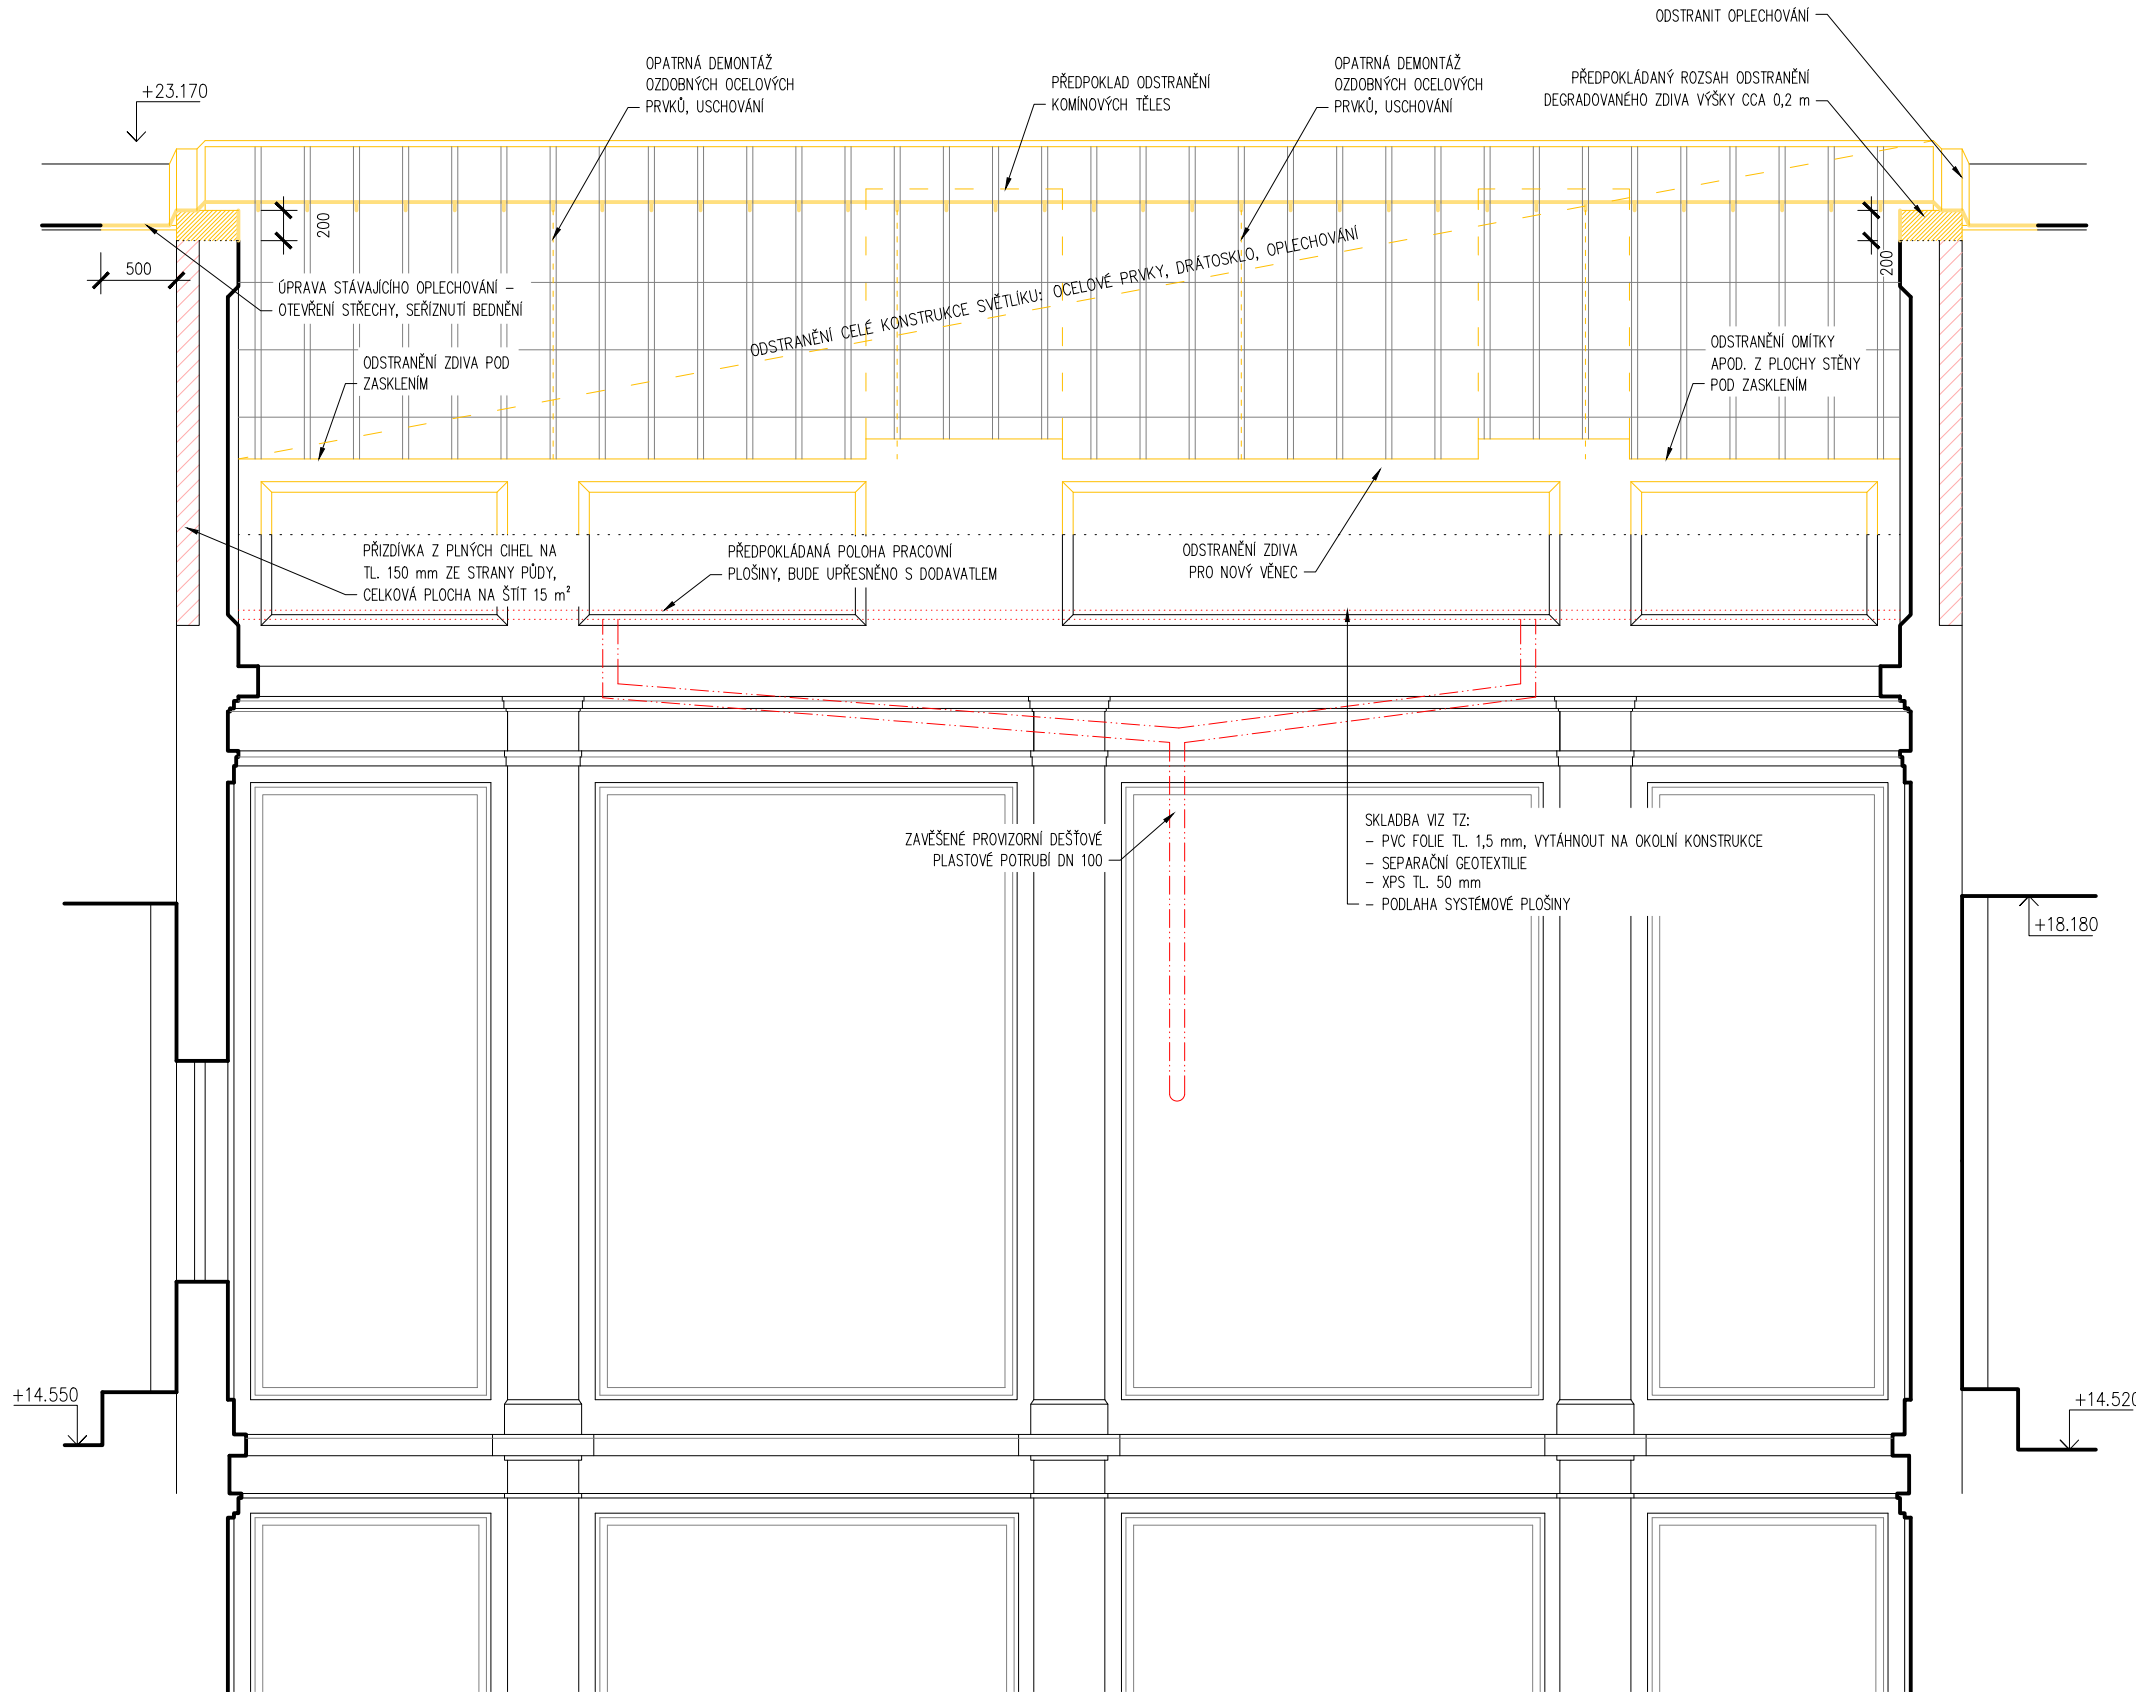 ODSTRANIT OPLECHOVÁNÍ
OPATRNÁ DEMONTÁŽ
OZDOBNÝCH OCELOVÝCH
PRVKŮ, USCHOVÁNÍ
PŘEDPOKLAD ODSTRANĚNÍ
KOMÍNOVÝCH TĚLES
OPATRNÁ DEMONTÁŽ
OZDOBNÝCH OCELOVÝCH
PRVKŮ, USCHOVÁNÍ
PŘEDPOKLÁDANÝ ROZSAH ODSTRANĚNÍ
DEGRADOVANÉHO ZDIVA VÝŠKY CCA 0,2 m
+23.170
200
500
200
ÚPRAVA STÁVAJÍCÍHO OPLECHOVÁNÍ –
OTEVŘENÍ STŘECHY, SEŘÍZNUTÍ BEDNĚNÍ
ODSTRANĚNÍ CELÉ KONSTRUKCE SVĚTLÍKU: OCELOVÉ PRVKY, DRÁTOSKLO, OPLECHOVÁNÍ
ODSTRANĚNÍ ZDIVA POD
ZASKLENÍM
ODSTRANĚNÍ OMÍTKY
APOD. Z PLOCHY STĚNY
POD ZASKLENÍM
PŘIZDÍVKA Z PLNÝCH CIHEL NA
TL. 150 mm ZE STRANY PŮDY,
CELKOVÁ PLOCHA NA ŠTÍT 15 m²
PŘEDPOKLÁDANÁ POLOHA PRACOVNÍ
PLOŠINY, BUDE UPŘESNĚNO S DODAVATLEM
ODSTRANĚNÍ ZDIVA
PRO NOVÝ VĚNEC
ZAVĚŠENÉ PROVIZORNÍ DEŠŤOVÉ
PLASTOVÉ POTRUBÍ DN 100
SKLADBA VIZ TZ:
– PVC FOLIE TL. 1,5 mm, VYTÁHNOUT NA OKOLNÍ KONSTRUKCE
– SEPARAČNÍ GEOTEXTILIE
– XPS TL. 50 mm
– PODLAHA SYSTÉMOVÉ PLOŠINY
+18.180
+14.550
+14.520